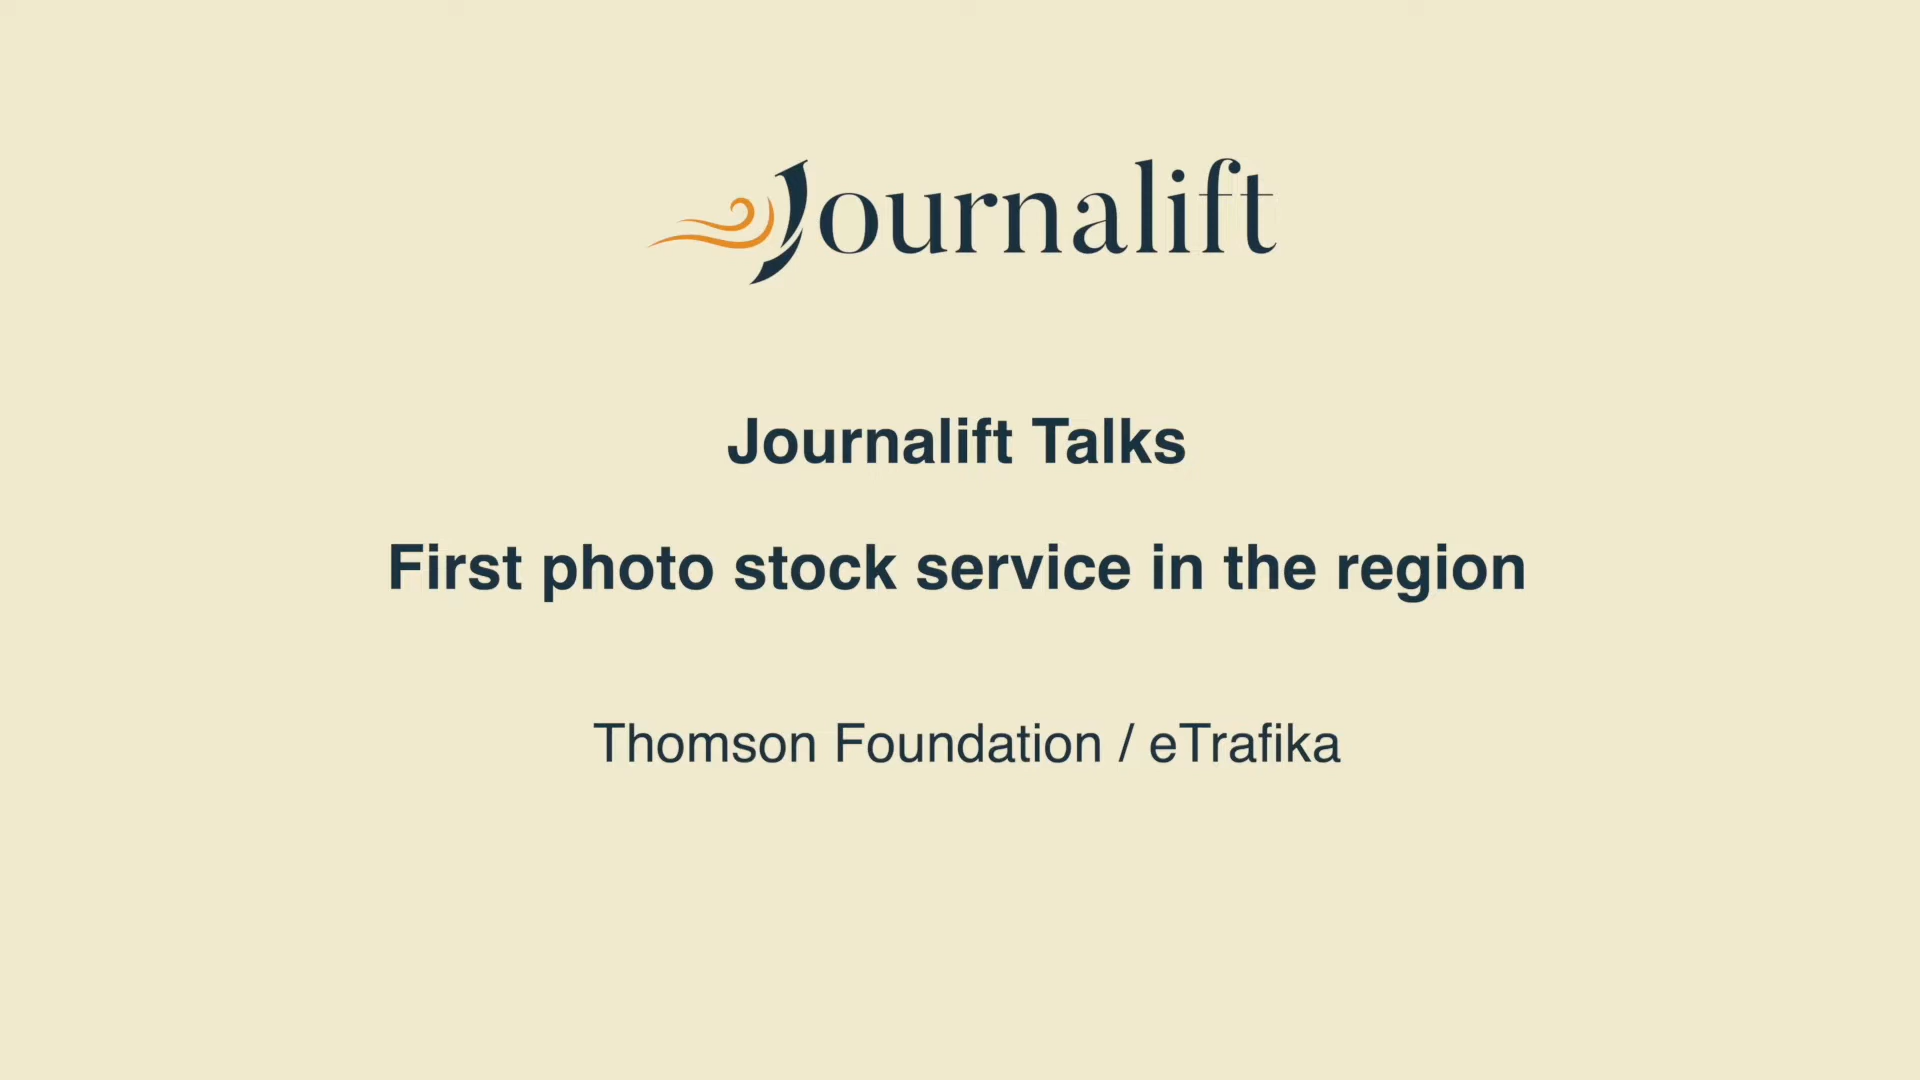 Journalift
Journalift Talks
First photo stock service in the region
Thomson Foundation / eTrafika